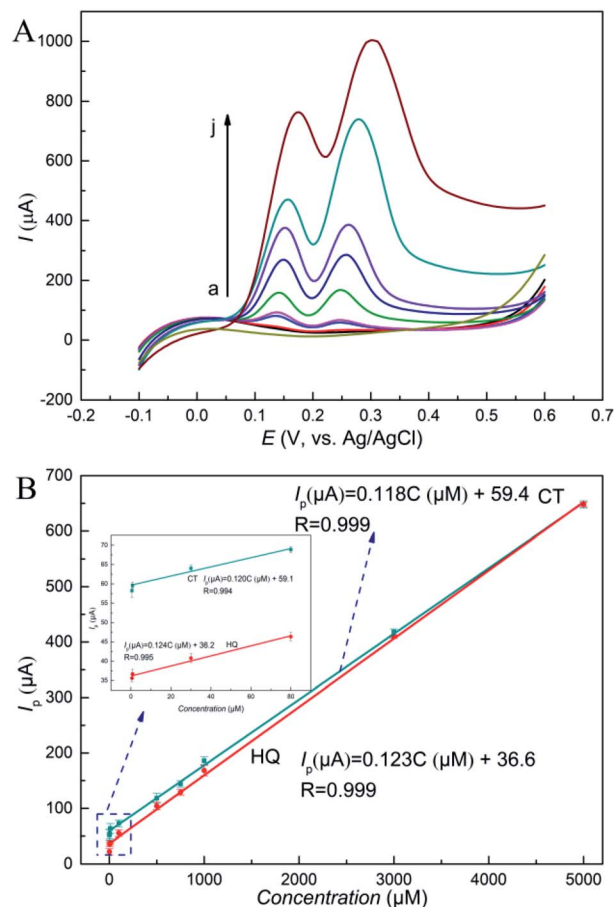 A
1000
800
600
400
200
0
-200
j
a
I (µA)
-0.2 -0.1 0.0 0.1 0.2 0.3 0.4 0.5 0.6 0.7
E (V, vs. Ag/AgCl)
B
700
600
500
400
300
200
100
0
Ip (µA)
Ip(µA)=0.118C (µM) + 59.4 CT
R=0.999
70
65
60
55
50
45
40
35
CT Ip(µA)=0.120C (µM) + 59.1
R=0.994
Ip(µA)=0.124C (µM) + 36.2 HQ
R=0.995
0 20 40 60 80
Concentration (µM)
HQ Ip(µA)=0.123C (µM) + 36.6
R=0.999
0 1000 2000 3000 4000 5000
Concentration (µM)